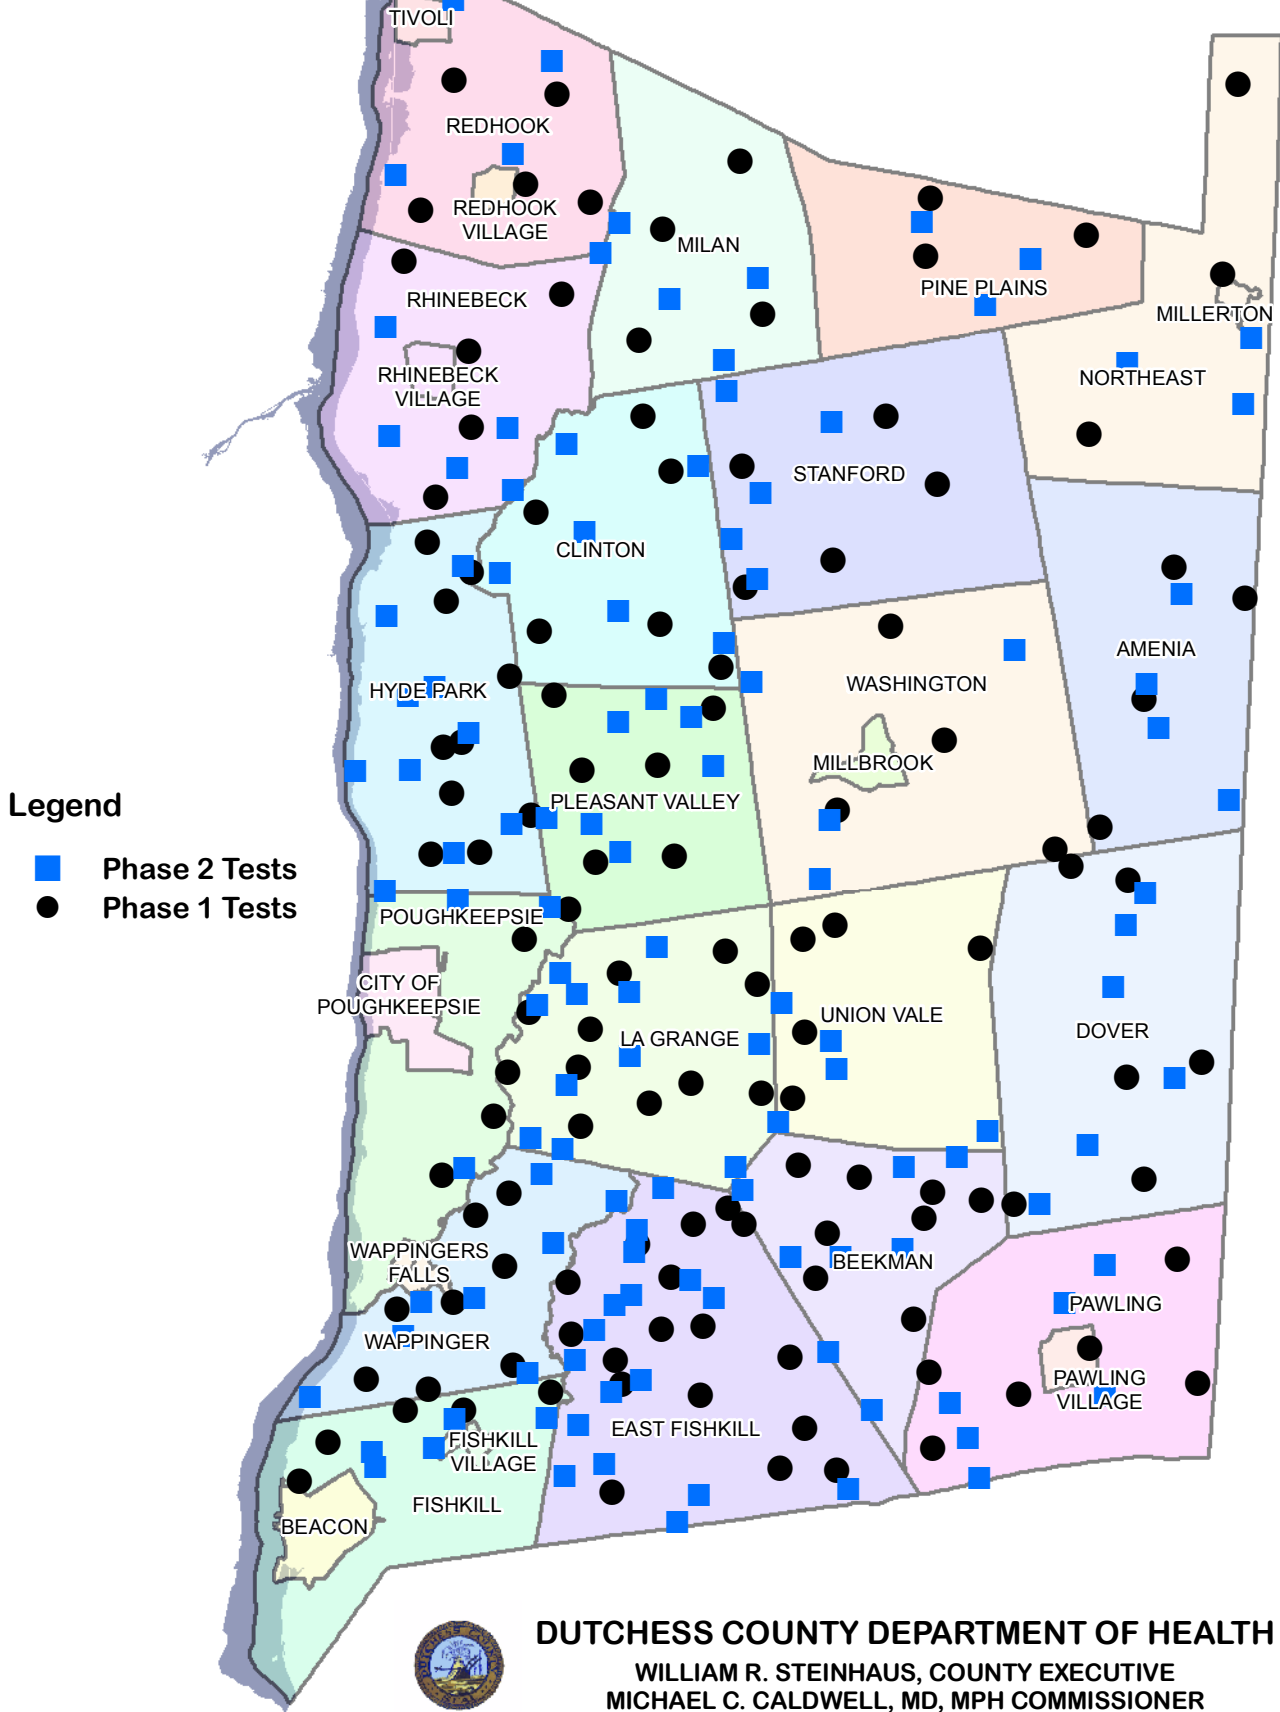 TIVOLI
REDHOOK
REDHOOK
VILLAGE
MILAN
RHINEBECK
PINE PLAINS
MILLERTON
RHINEBECK
VILLAGE
NORTHEAST
STANFORD
CLINTON
AMENIA
HYDE PARK
WASHINGTON
MILLBROOK
PLEASANT VALLEY
Legend
Phase 2 Tests
Phase 1 Tests
POUGHKEEPSIE
CITY OF
POUGHKEEPSIE
UNION VALE
LA GRANGE
DOVER
WAPPINGERS
FALLS
BEEKMAN
PAWLING
WAPPINGER
PAWLING
VILLAGE
EAST FISHKILL
FISHKILL
VILLAGE
FISHKILL
BEACON
DUTCHESS COUNTY DEPARTMENT OF HEALTH
WILLIAM R. STEINHAUS, COUNTY EXECUTIVE
MICHAEL C. CALDWELL, MD, MPH COMMISSIONER